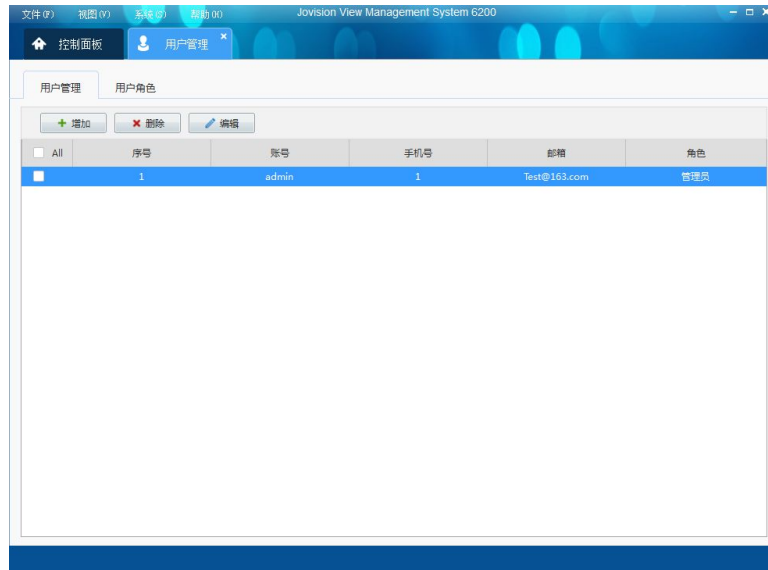 文件(F) 视图(V) 系统(S) 帮助(H) Jovision View Management System 6200
控制面板 用户管理
用户管理 用户角色
增加 删除 编辑
All 序号 账号 手机号 邮箱 角色
1 admin 1 Test@163.com 管理员